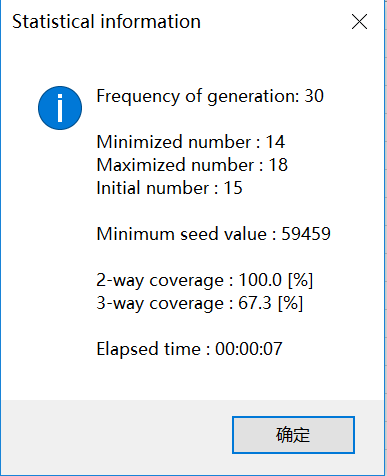 Statistical information
Frequency of generation: 30
Minimized number : 14
Maximized number : 18
Initial number : 15
Minimum seed value : 59459
2-way coverage : 100.0 [%]
3-way coverage : 67.3 [%]
Elapsed time : 00:00:07
确定